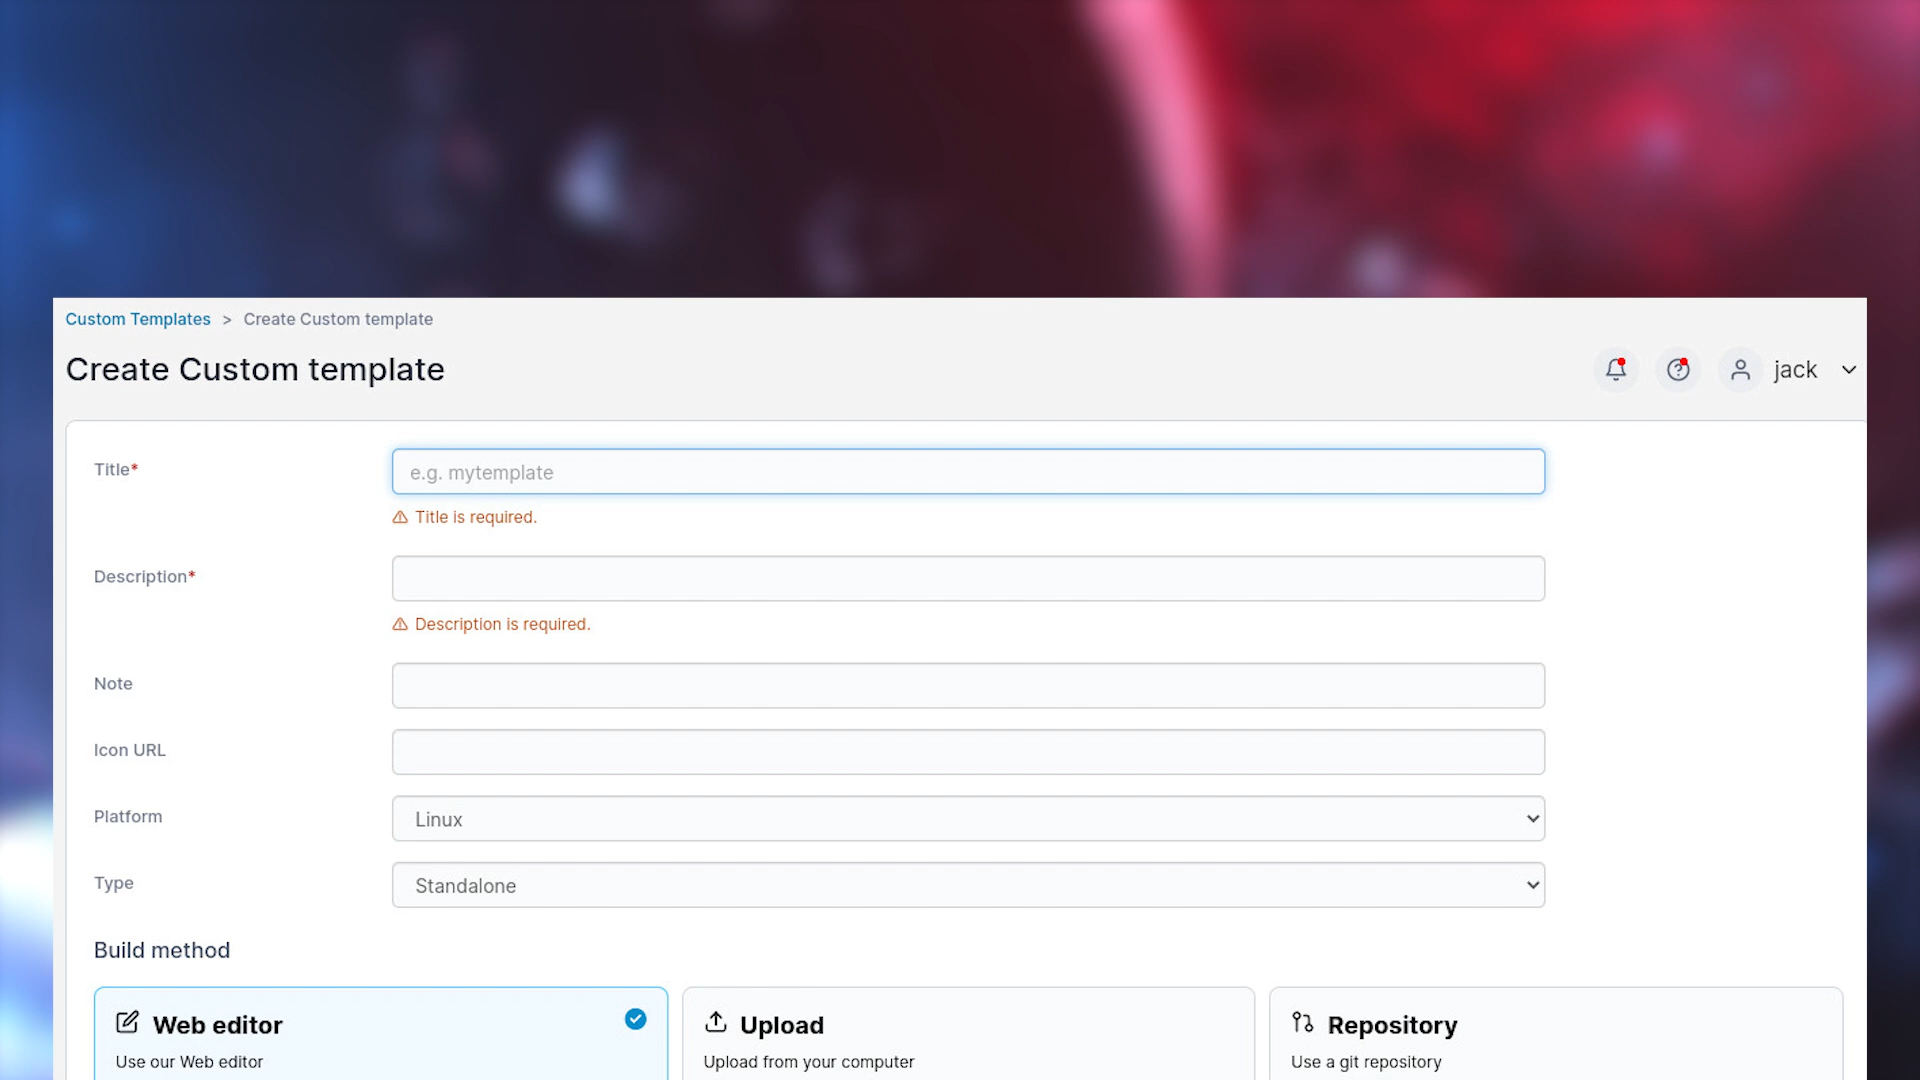 Custom Templates > Create Custom template
Create Custom template
jack
Title*
e.g. mytemplate
Title is required.
Description*
Description is required.
Note
Icon URL
Platform
Linux
Type
Standalone
Build method
Web editor
Use our Web editor
Upload
Upload from your computer
Repository
Use a git repository